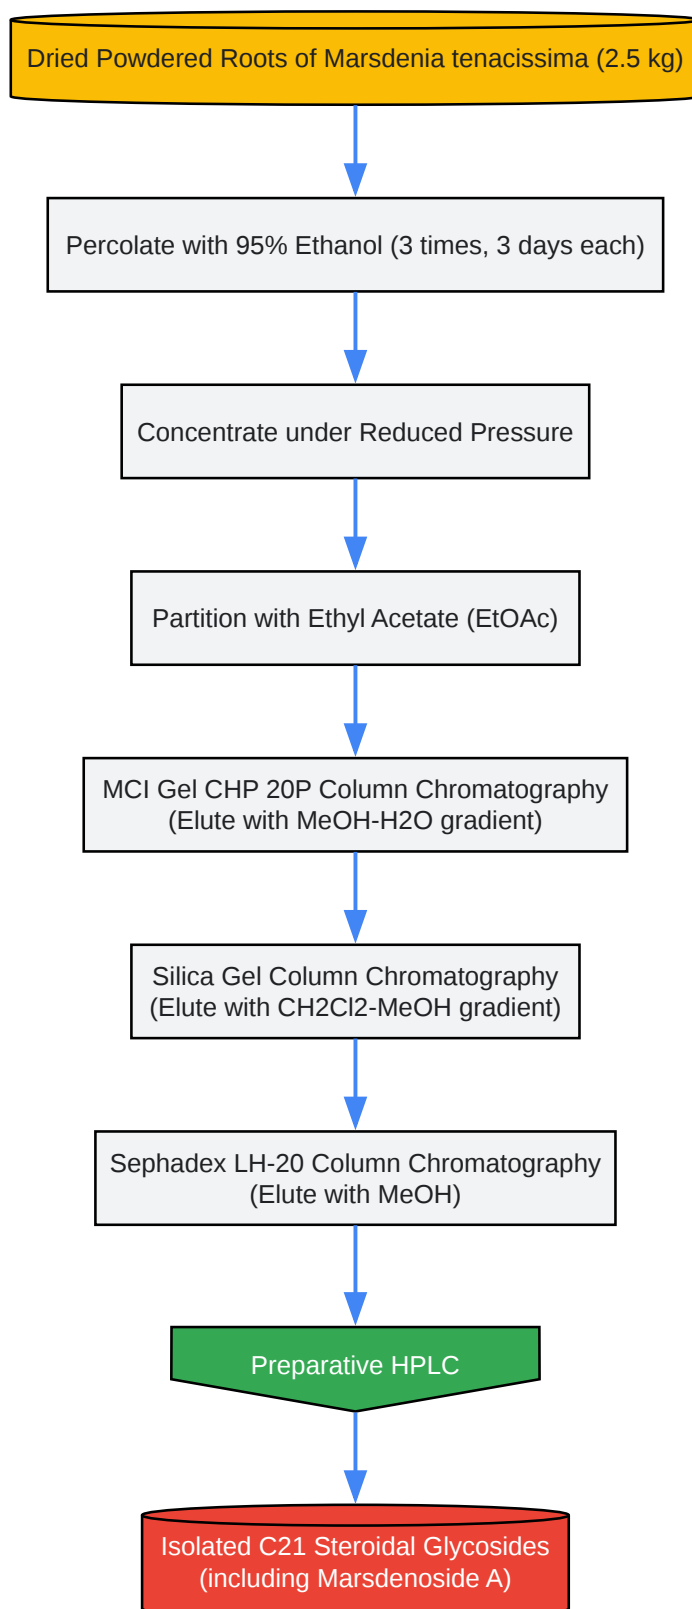 Dried Powdered Roots of Marsdenia tenacissima (2.5 kg)
Percolate with 95% Ethanol (3 times, 3 days each)
Concentrate under Reduced Pressure
Partition with Ethyl Acetate (EtOAc)
MCI Gel CHP 20P Column Chromatography
(Elute with MeOH-H2O gradient)
Silica Gel Column Chromatography
(Elute with CH2Cl2-MeOH gradient)
Sephadex LH-20 Column Chromatography
(Elute with MeOH)
Preparative HPLC
Isolated C21 Steroidal Glycosides
(including Marsdenoside A)